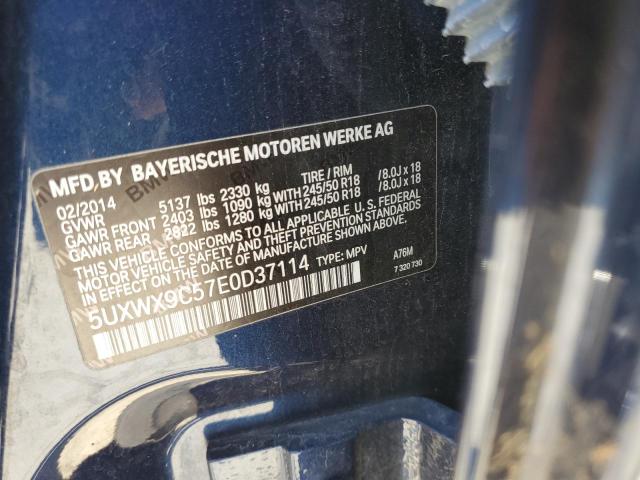 MFD. BY BAYERISCHE MOTOREN WERKE AG
02/2014 TIRE / RIM
GVWR 5137 lbs 2330 kg
GAWR FRONT 2403 lbs 1090 kg WITH 245/50 R18 /8.0J x 18
GAWR REAR 2822 lbs 1280 kg WITH 245/50 R18 /8.0J x 18
THIS VEHICLE CONFORMS TO ALL APPLICABLE U. S. FEDERAL
MOTOR VEHICLE SAFETY AND THEFT PREVENTION STANDARDS
IN EFFECT ON THE DATE OF MANUFACTURE SHOWN ABOVE.
5UXWX9C57E0D37114 TYPE: MPV A76M
7 320 730